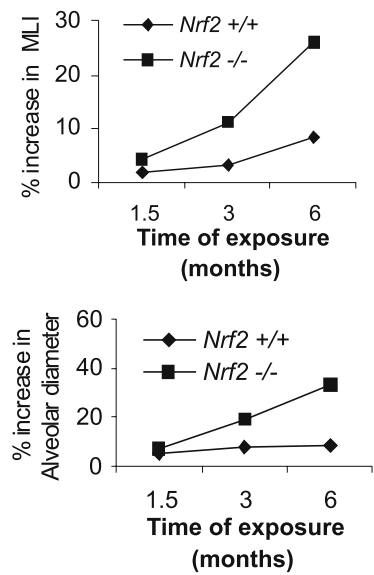 % increase in MLI
30
20
10
0
Nrf2 +/+
Nrf2 -/-
1.5 3 6
Time of exposure
(months)
% increase in
Alveolar diameter
60
40
20
0
Nrf2 +/+
Nrf2 -/-
1.5 3 6
Time of exposure
(months)